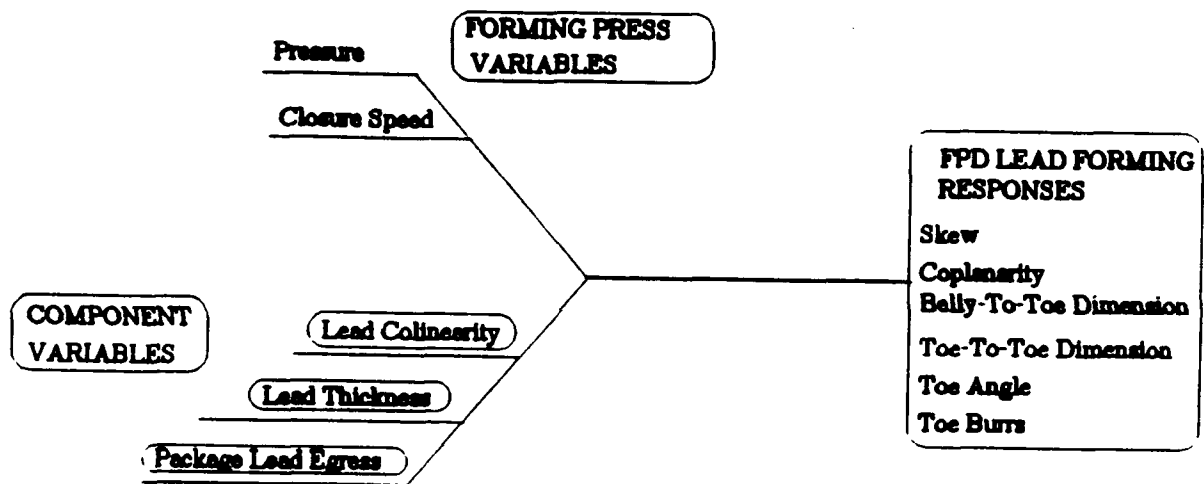 FORMING PRESS
VARIABLES
Pressure
Closure Speed
FPD LEAD FORMING
RESPONSES
Skew
Coplanarity
Belly-To-Toe Dimension
Toe-To-Toe Dimension
Toe Angle
Toe Burrs
COMPONENT
VARIABLES
Lead Colinearity
Lead Thickness
Package Lead Egress